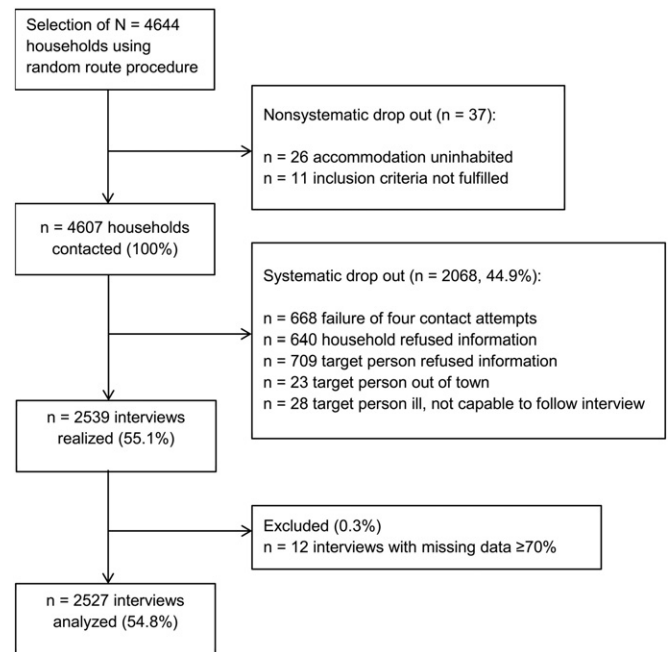 Selection of N = 4644
households using
random route procedure
Nonsystematic drop out (n = 37):
n = 26 accommodation uninhabited
n = 11 inclusion criteria not fulfilled
n = 4607 households
contacted (100%)
Systematic drop out (n = 2068, 44.9%):
n = 668 failure of four contact attempts
n = 640 household refused information
n = 709 target person refused information
n = 23 target person out of town
n = 28 target person ill, not capable to follow interview
n = 2539 interviews
realized (55.1%)
Excluded (0.3%)
n = 12 interviews with missing data ≥70%
n = 2527 interviews
analyzed (54.8%)